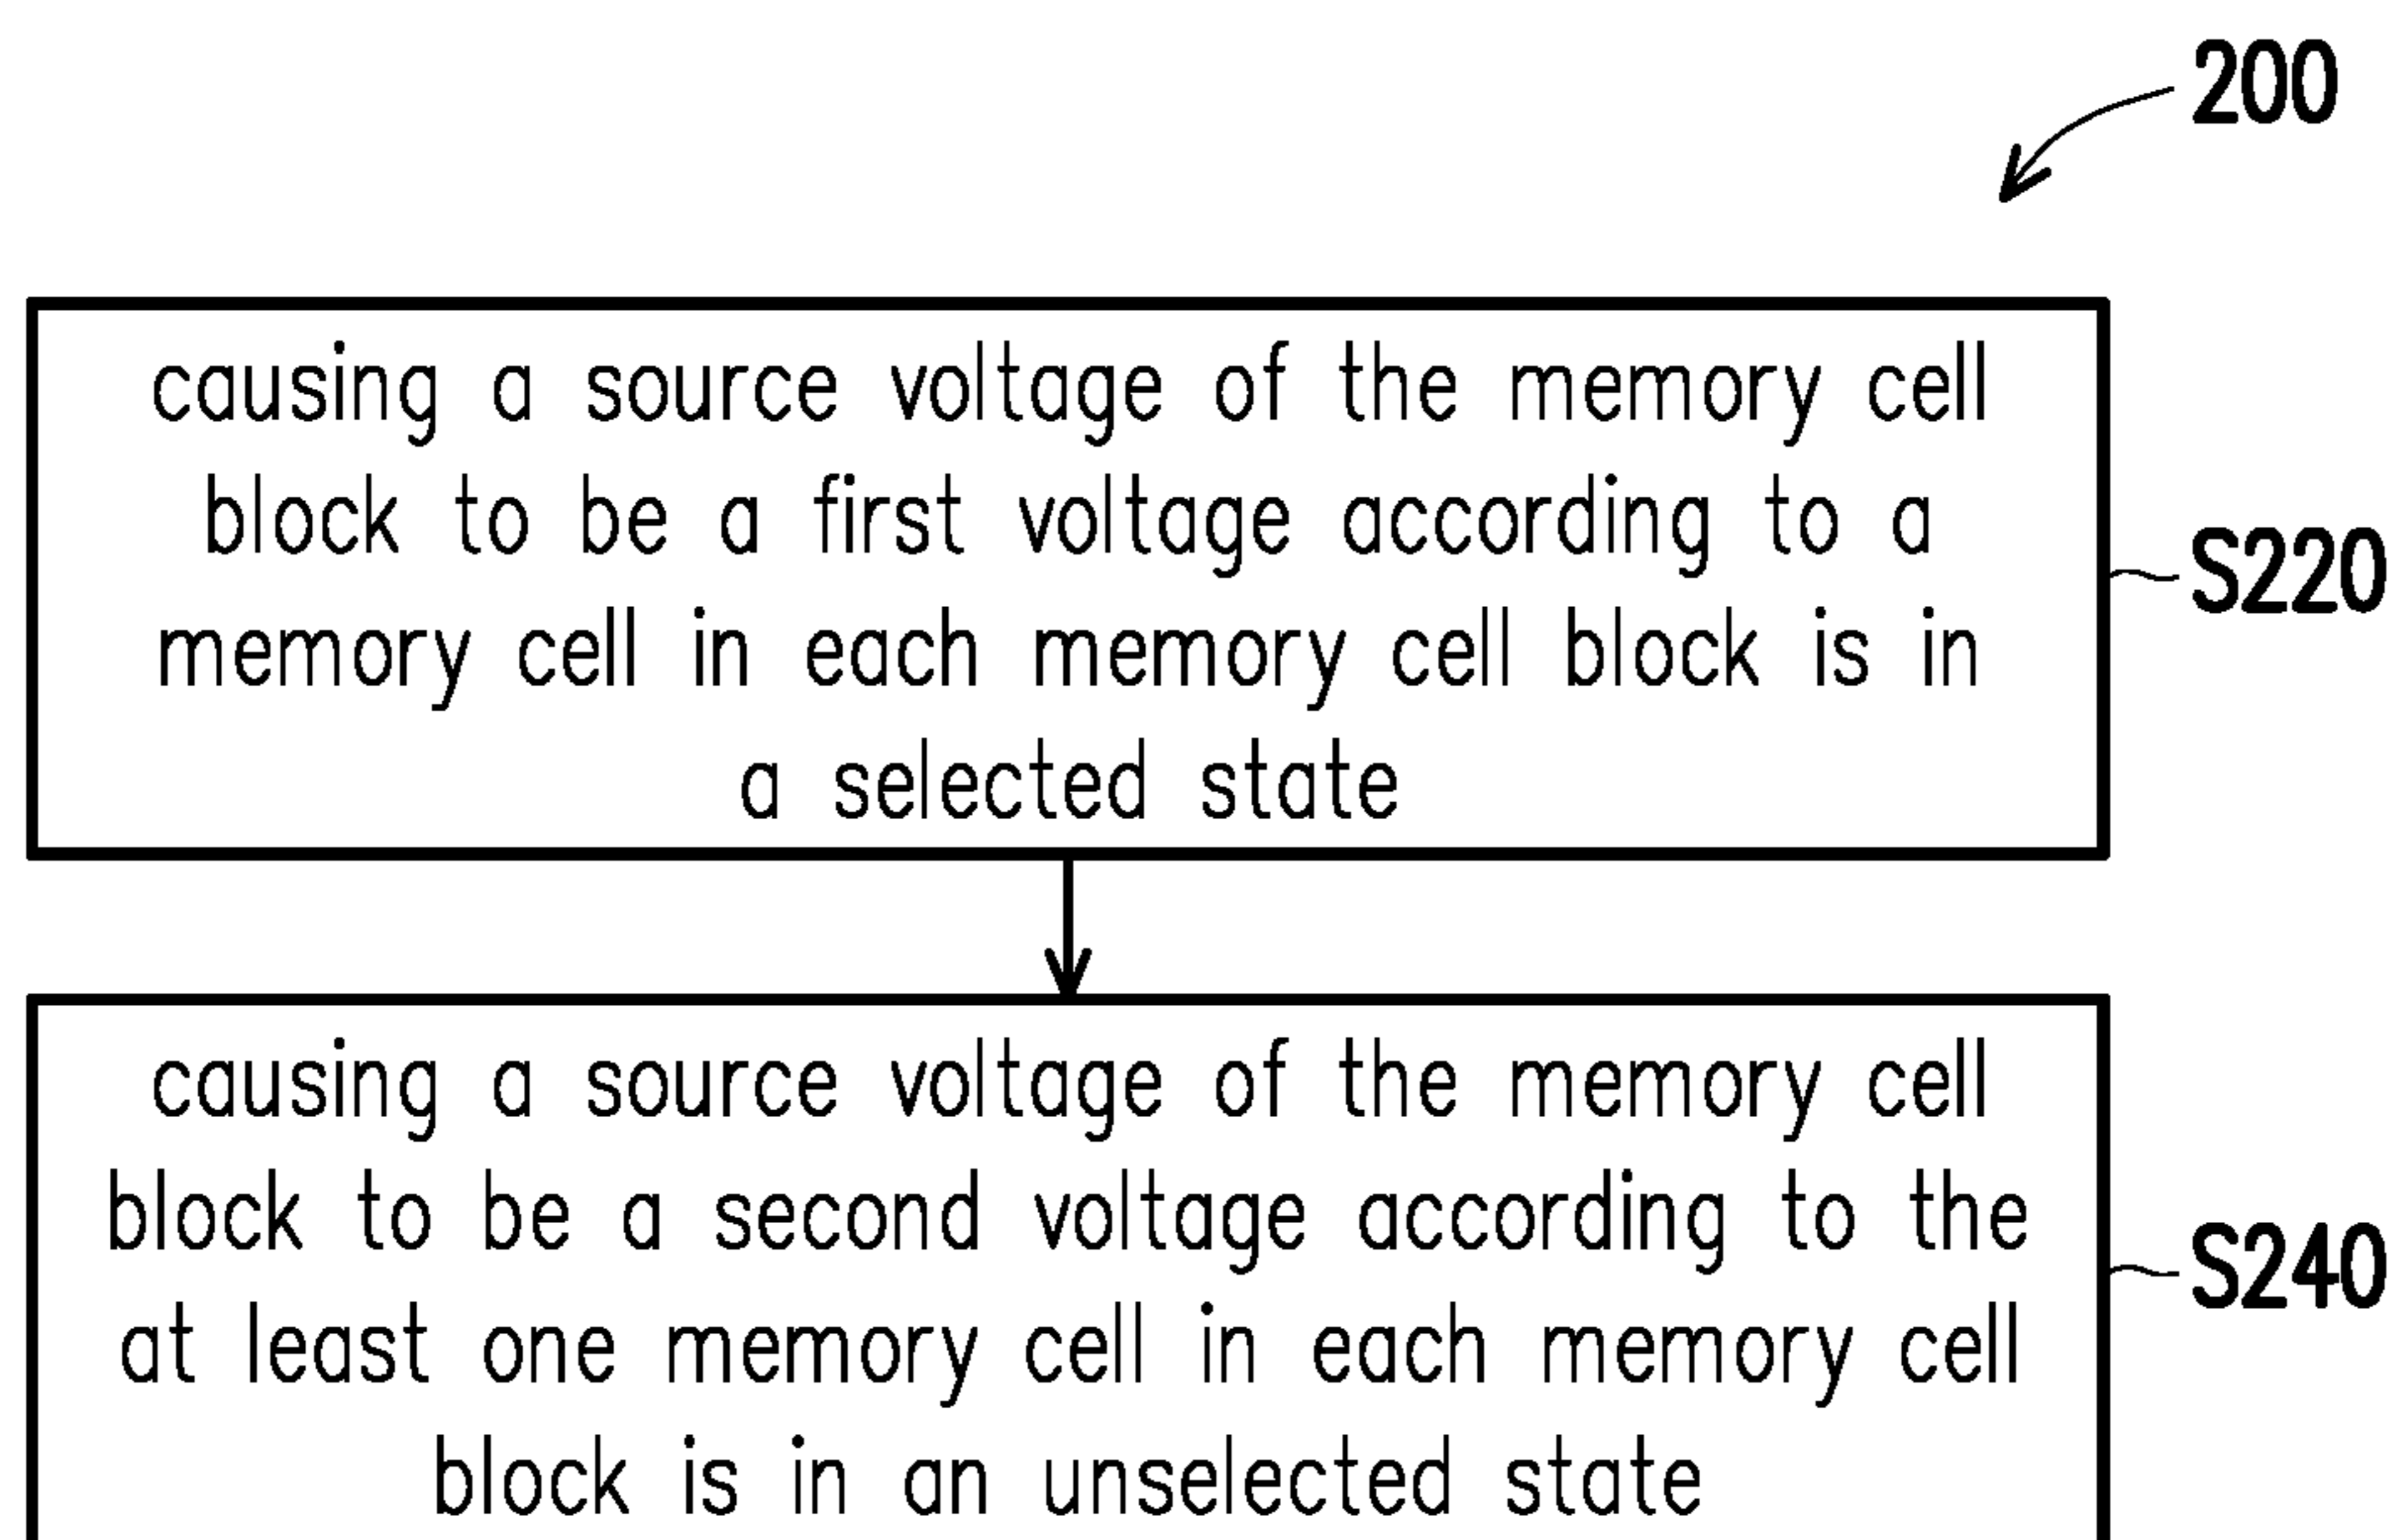 200
causing a source voltage of the memory cell
block to be a first voltage according to a
memory cell in each memory cell block is in
a selected state
S220
causing a source voltage of the memory cell
block to be a second voltage according to the
at least one memory cell in each memory cell
block is in an unselected state
S240